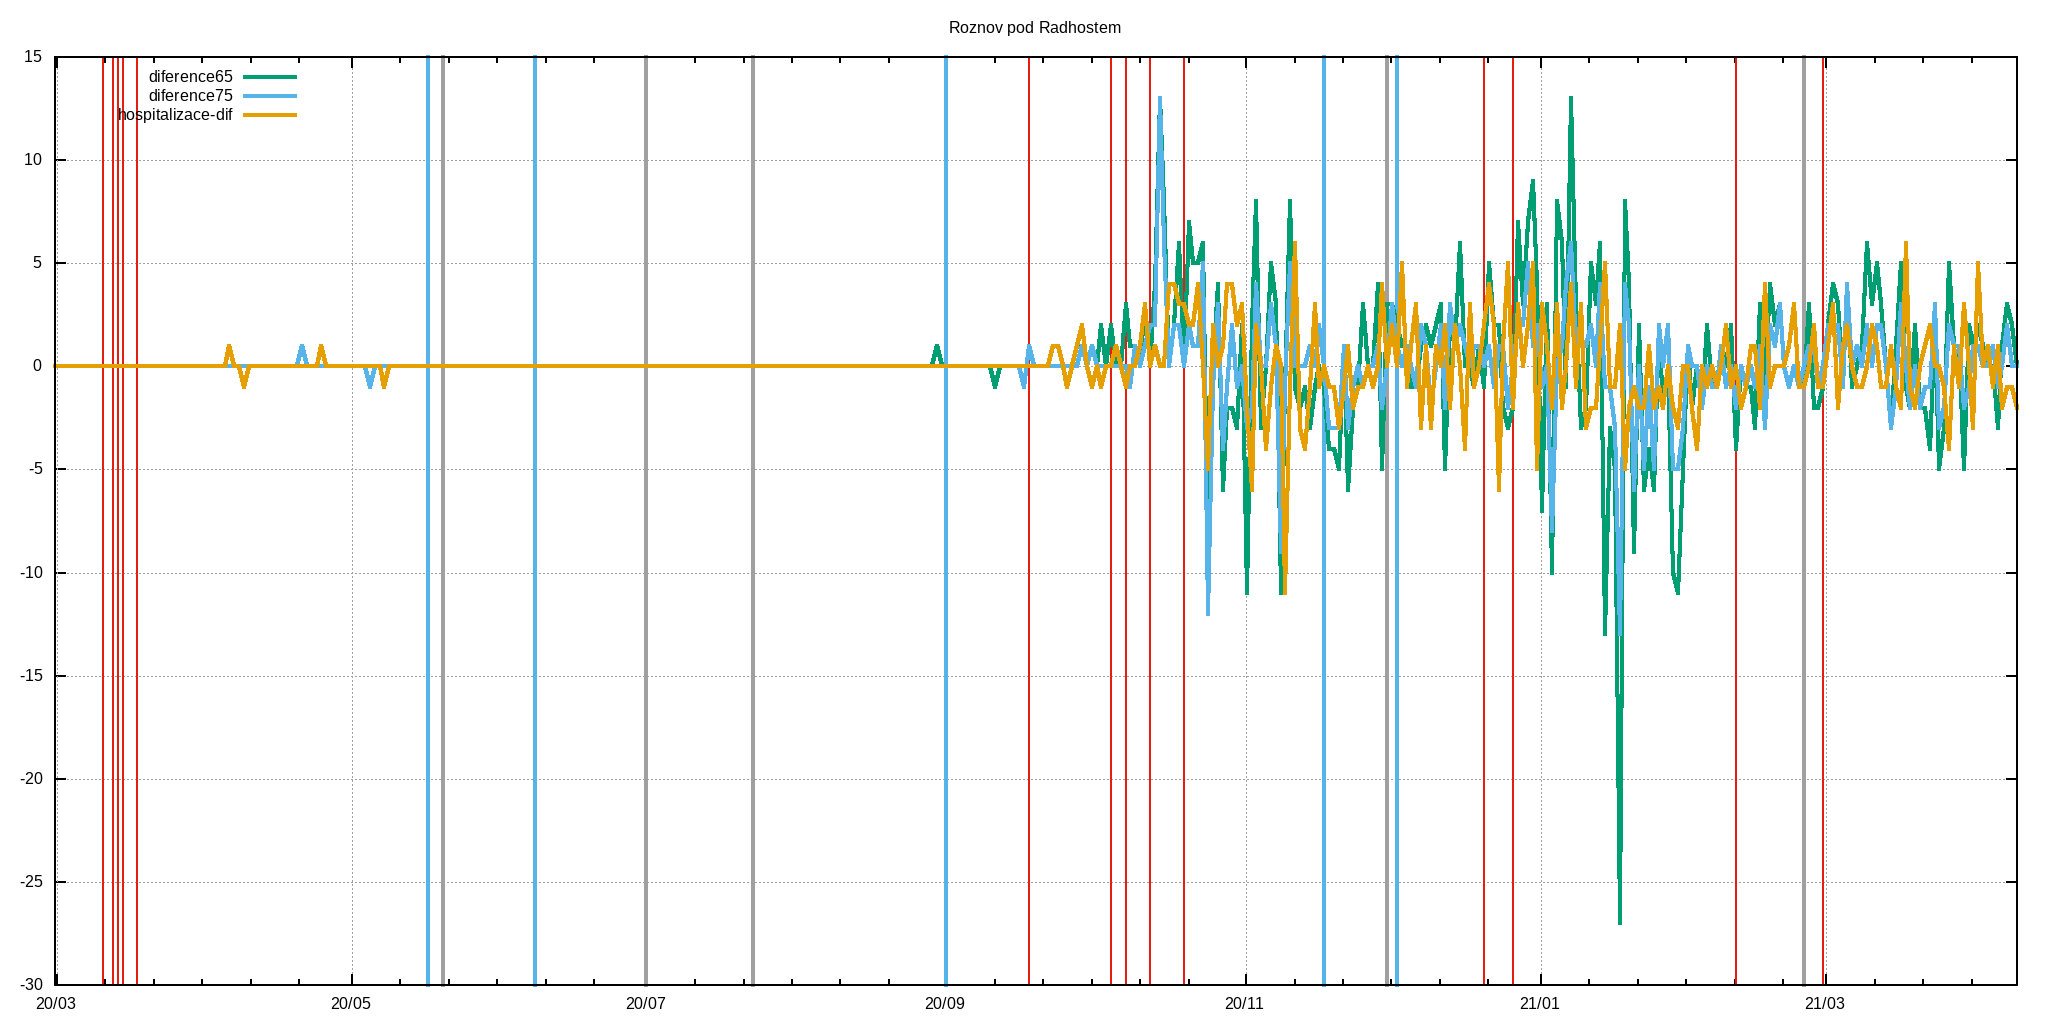 Roznov pod Radhostem
15
diference65
diference75
hospitalizace-dif
10
5
0
-5
-10
-15
-20
-25
-30
20/03 20/05 20/07 20/09 20/11 21/01 21/03